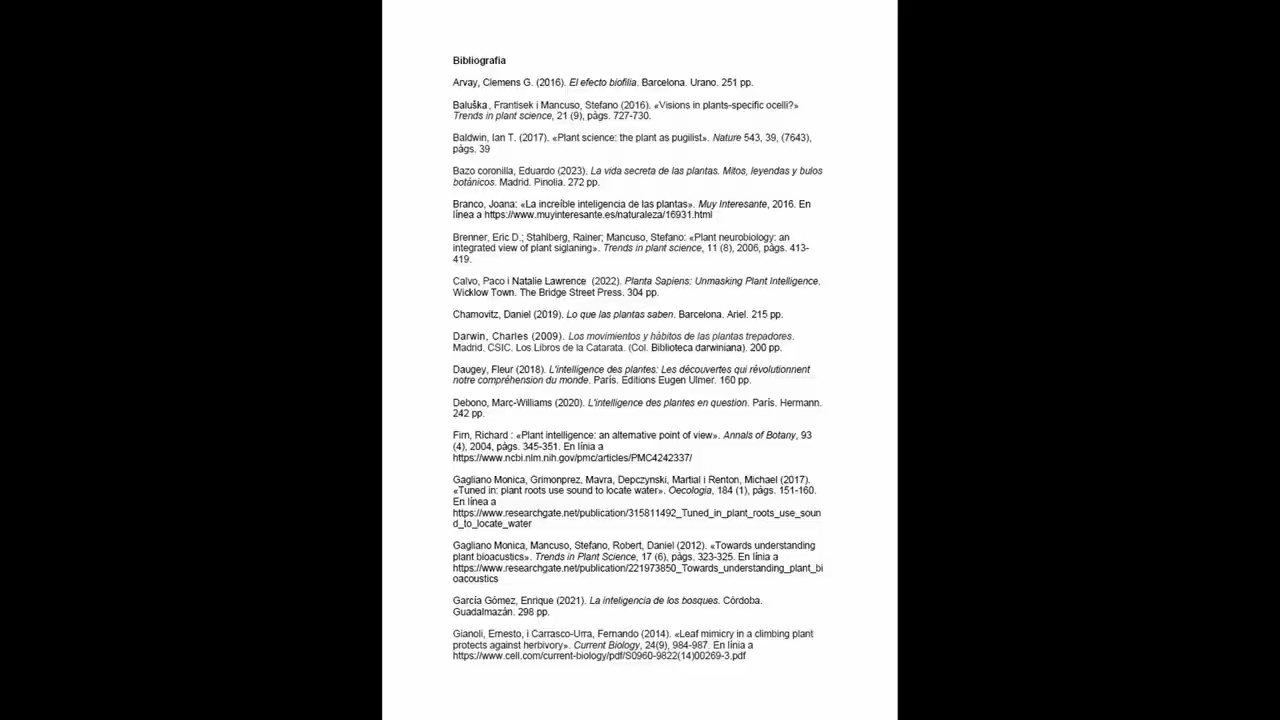 Bibliografia
Arvay, Clemens G. (2016). El efecto biofilia. Barcelona. Urano. 251 pp.
Baluška, Frantisek i Mancuso, Stefano (2016). «Visions in plants-specific ocelli?»
Trends in plant science, 21 (9), pàgs. 727-730.
Baldwin, Ian T. (2017). «Plant science: the plant as pugilist». Nature 543, 39, (7643),
pàgs. 39
Bazo coronilla, Eduardo (2023). La vida secreta de las plantas. Mitos, leyendas y bulos
botánicos. Madrid. Pinolia. 272 pp.
Branco, Joana: «La increíble inteligencia de las plantas». Muy Interesante, 2016. En
línea a https://www.muyinteresante.es/naturaleza/16931.html
Brenner, Eric D.; Stahlberg, Rainer; Mancuso, Stefano: «Plant neurobiology: an
integrated view of plant siglaning». Trends in plant science, 11 (8), 2006, pàgs. 413-
419.
Calvo, Paco i Natalie Lawrence (2022). Planta Sapiens: Unmasking Plant Intelligence.
Wicklow Town. The Bridge Street Press. 304 pp.
Chamovitz, Daniel (2019). Lo que las plantas saben. Barcelona. Ariel. 215 pp.
Darwin, Charles (2009). Los movimientos y hàbitos de las plantas trepadores.
Madrid. CSIC. Los Libros de la Catarata. (Col. Biblioteca darwiniana). 200 pp.
Daugey, Fleur (2018). L'intelligence des plantes: Les découvertes qui révolutionnent
notre compréhension du monde. París. Editions Eugen Ulmer. 160 pp.
Debono, Marc-Williams (2020). L'intelligence des plantes en question. París. Hermann.
242 pp.
Firn, Richard : «Plant intelligence: an alternative point of view». Annals of Botany, 93
(4), 2004, pàgs. 345-351. En línia a
https://www.ncbi.nlm.nih.gov/pmc/articles/PMC4242337/
Gagliano Monica, Grimonprez, Mavra, Depczynski, Martial i Renton, Michael (2017).
«Tuned in: plant roots use sound to locate water». Oecologia, 184 (1), pàgs. 151-160.
En línea a
https://www.researchgate.net/publication/315811492_Tuned_in_plant_roots_use_soun
d_to_locate_water
Gagliano Monica, Mancuso, Stefano, Robert, Daniel (2012). «Towards understanding
plant bioacustics». Trends in Plant Science, 17 (6), pàgs. 323-325. En línia a
https://www.researchgate.net/publication/221973850_Towards_understanding_plant_bi
oacoustics
García Gómez, Enrique (2021). La inteligencia de los bosques. Córdoba.
Guadalmazán. 298 pp.
Gianoli, Ernesto, i Carrasco-Urra, Fernando (2014). «Leaf mimicry in a climbing plant
protects against herbivory». Current Biology, 24(9), 984-987. En línia a
https://www.cell.com/current-biology/pdf/S0960-9822(14)00269-3.pdf